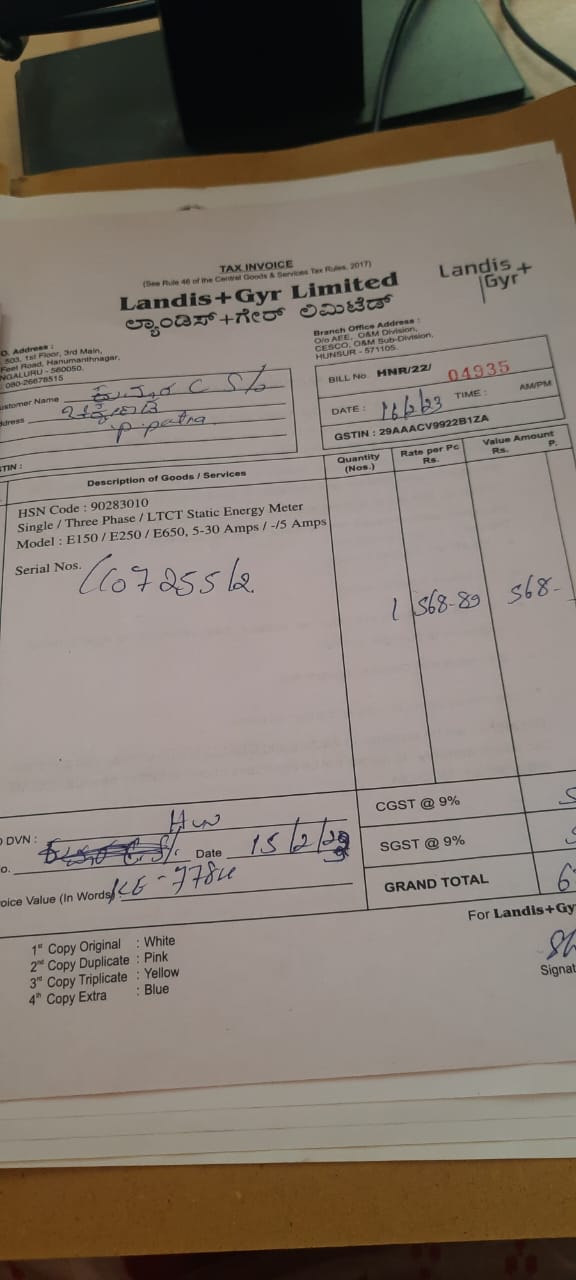 TAX INVOICE
(See Rule 46 of the Central Goods & Services Tax Rules, 2017)
Landis+Gyr Limited
ಲ್ಯಾಂಡಿಸ್+ಗೇರ್ ಲಿಮಿಟೆಡ್
Landis+
Gyr
O. Address :
503, 1st Floor, 3rd Main,
Feet Road, Hanumanthnagar,
NGALURU - 560050.
: 080-26678515
Branch Office Address :
O/o AEE, O&M Division,
CESCO, O&M Sub-Division,
HUNSUR - 571105.
ustomer Name C S/o
ddress
P. patna
BILL No. HNR/22/ 04935
DATE : 16/2/23 TIME : AM/PM
GSTIN : 29AAACV9922B1ZA
TIN :
Description of Goods / Services Quantity (Nos.) Rate per Pc Rs. Value Amount Rs. P.
HSN Code : 90283010
Single / Three Phase / LTCT Static Energy Meter
Model : E150 / E250 / E650, 5-30 Amps / -/5 Amps
Serial Nos.
1 568-89 568-
CGST @ 9%
SGST @ 9%
GRAND TOTAL
DVN :
o. Date 15/2/23
oice Value (In Words)
For Landis+Gy
Signat
1st Copy Original : White
2nd Copy Duplicate : Pink
3rd Copy Triplicate : Yellow
4th Copy Extra : Blue